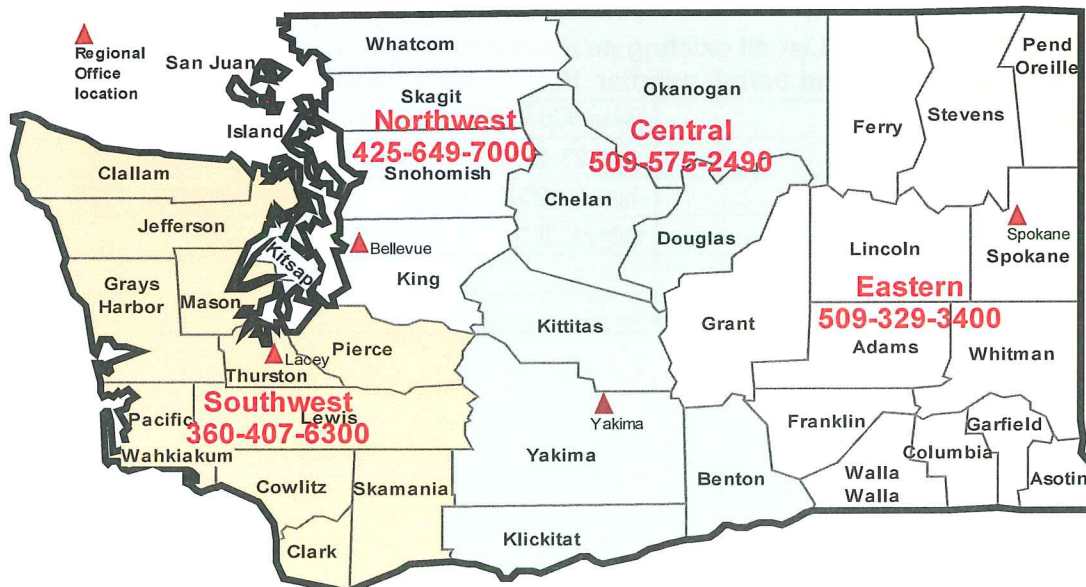 Regional
Office
location
San Juan
Island
Whatcom
Skagit
Northwest
425-649-7000
Snohomish
Okanogan
Central
509-575-2490
Ferry
Stevens
Pend
Oreille
Clallam
Jefferson
Kitsap
Bellevue
King
Chelan
Douglas
Lincoln
Spokane
Spokane
Eastern
509-329-3400
Grays
Harbor
Mason
Kittitas
Grant
Adams
Whitman
Lacey
Pierce
Thurston
Southwest
360-407-6300
Lewis
Pacific
Wahkiakum
Yakima
Yakima
Franklin
Columbia
Garfield
Cowlitz
Skamania
Benton
Walla
Walla
Asotin
Clark
Klickitat